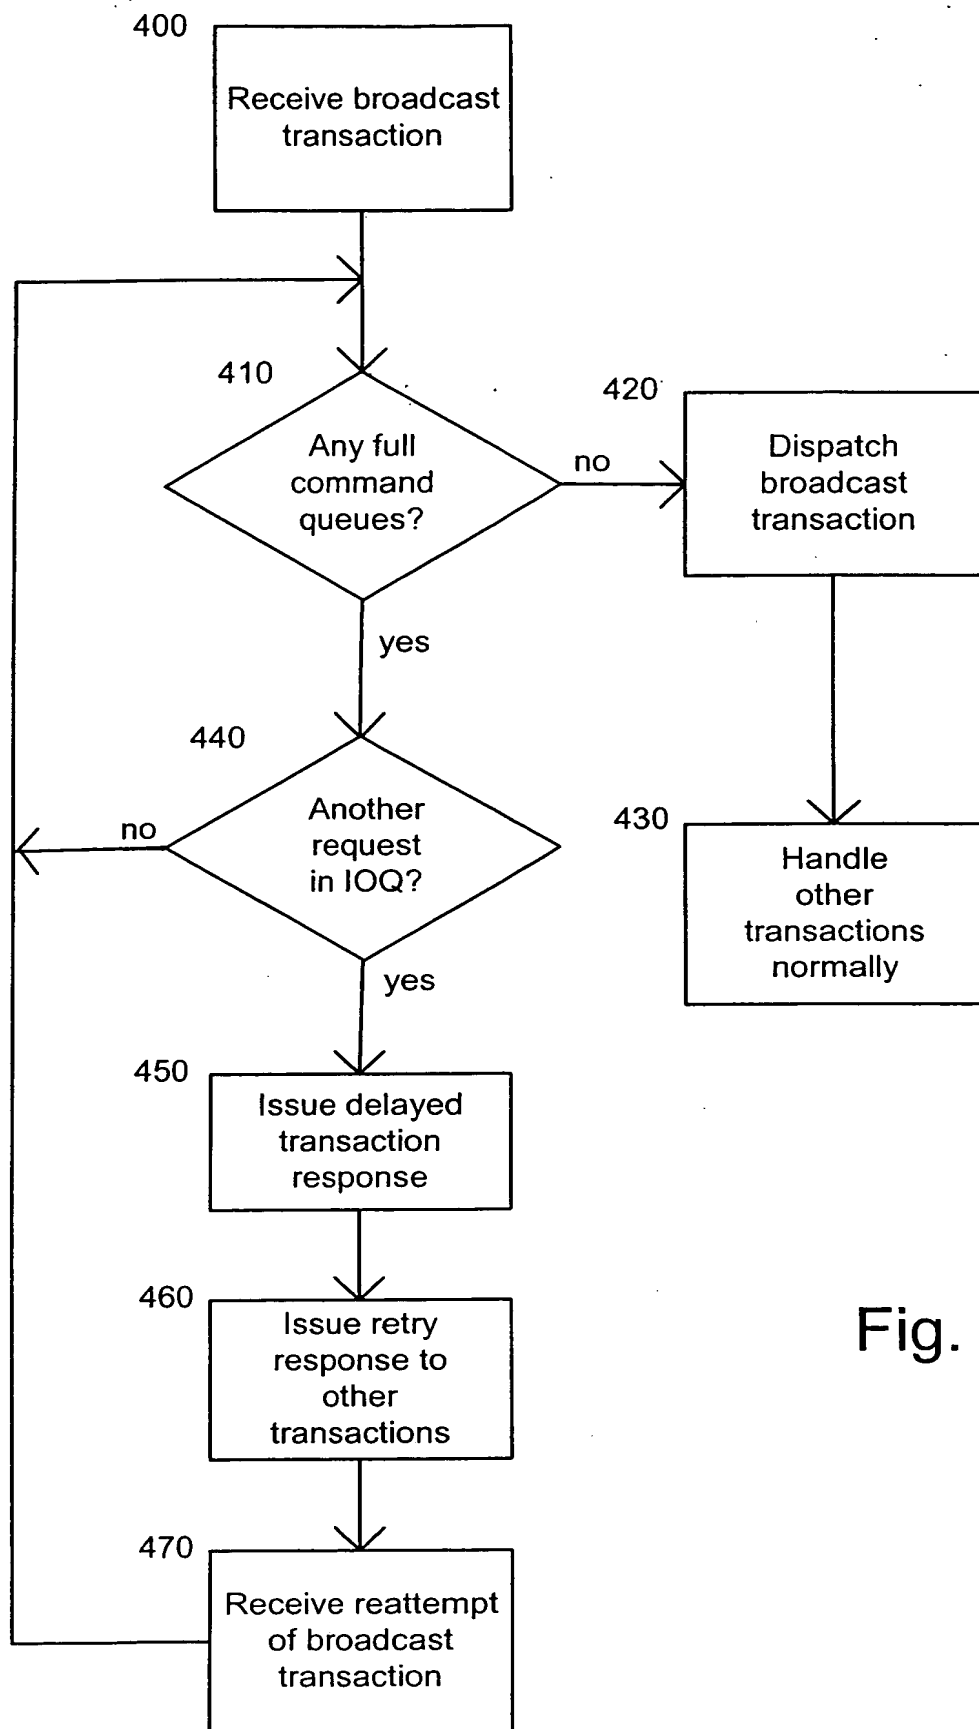 400
Receive broadcast
transaction
410
Any full
command
queues?
no
420
Dispatch
broadcast
transaction
yes
440
Another
request
in IOQ?
no
430
Handle
other
transactions
normally
yes
450
Issue delayed
transaction
response
460
Issue retry
response to
other
transactions
Fig.
470
Receive reattempt
of broadcast
transaction